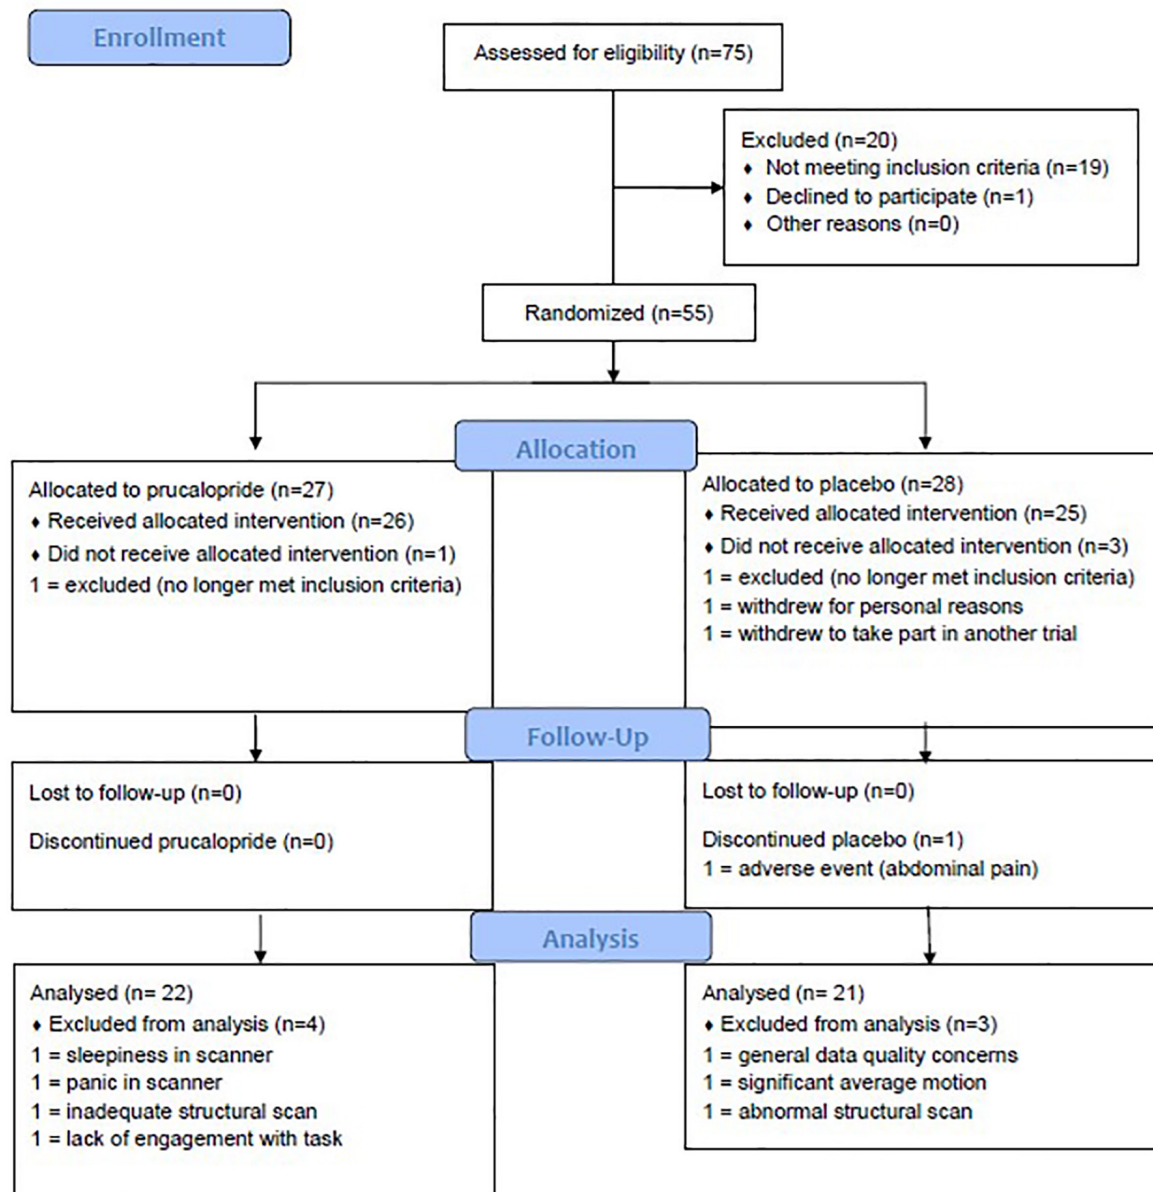 Enrollment
Assessed for eligibility (n=75)
Excluded (n=20)
♦ Not meeting inclusion criteria (n=19)
♦ Declined to participate (n=1)
♦ Other reasons (n=0)
Randomized (n=55)
Allocation
Allocated to prucalopride (n=27)
♦ Received allocated intervention (n=26)
♦ Did not receive allocated intervention (n=1)
1 = excluded (no longer met inclusion criteria)
Allocated to placebo (n=28)
♦ Received allocated intervention (n=25)
♦ Did not receive allocated intervention (n=3)
1 = excluded (no longer met inclusion criteria)
1 = withdrew for personal reasons
1 = withdrew to take part in another trial
Follow-Up
Lost to follow-up (n=0)
Discontinued prucalopride (n=0)
Lost to follow-up (n=0)
Discontinued placebo (n=1)
1 = adverse event (abdominal pain)
Analysis
Analysed (n= 22)
♦ Excluded from analysis (n=4)
1 = sleepiness in scanner
1 = panic in scanner
1 = inadequate structural scan
1 = lack of engagement with task
Analysed (n= 21)
♦ Excluded from analysis (n=3)
1 = general data quality concerns
1 = significant average motion
1 = abnormal structural scan